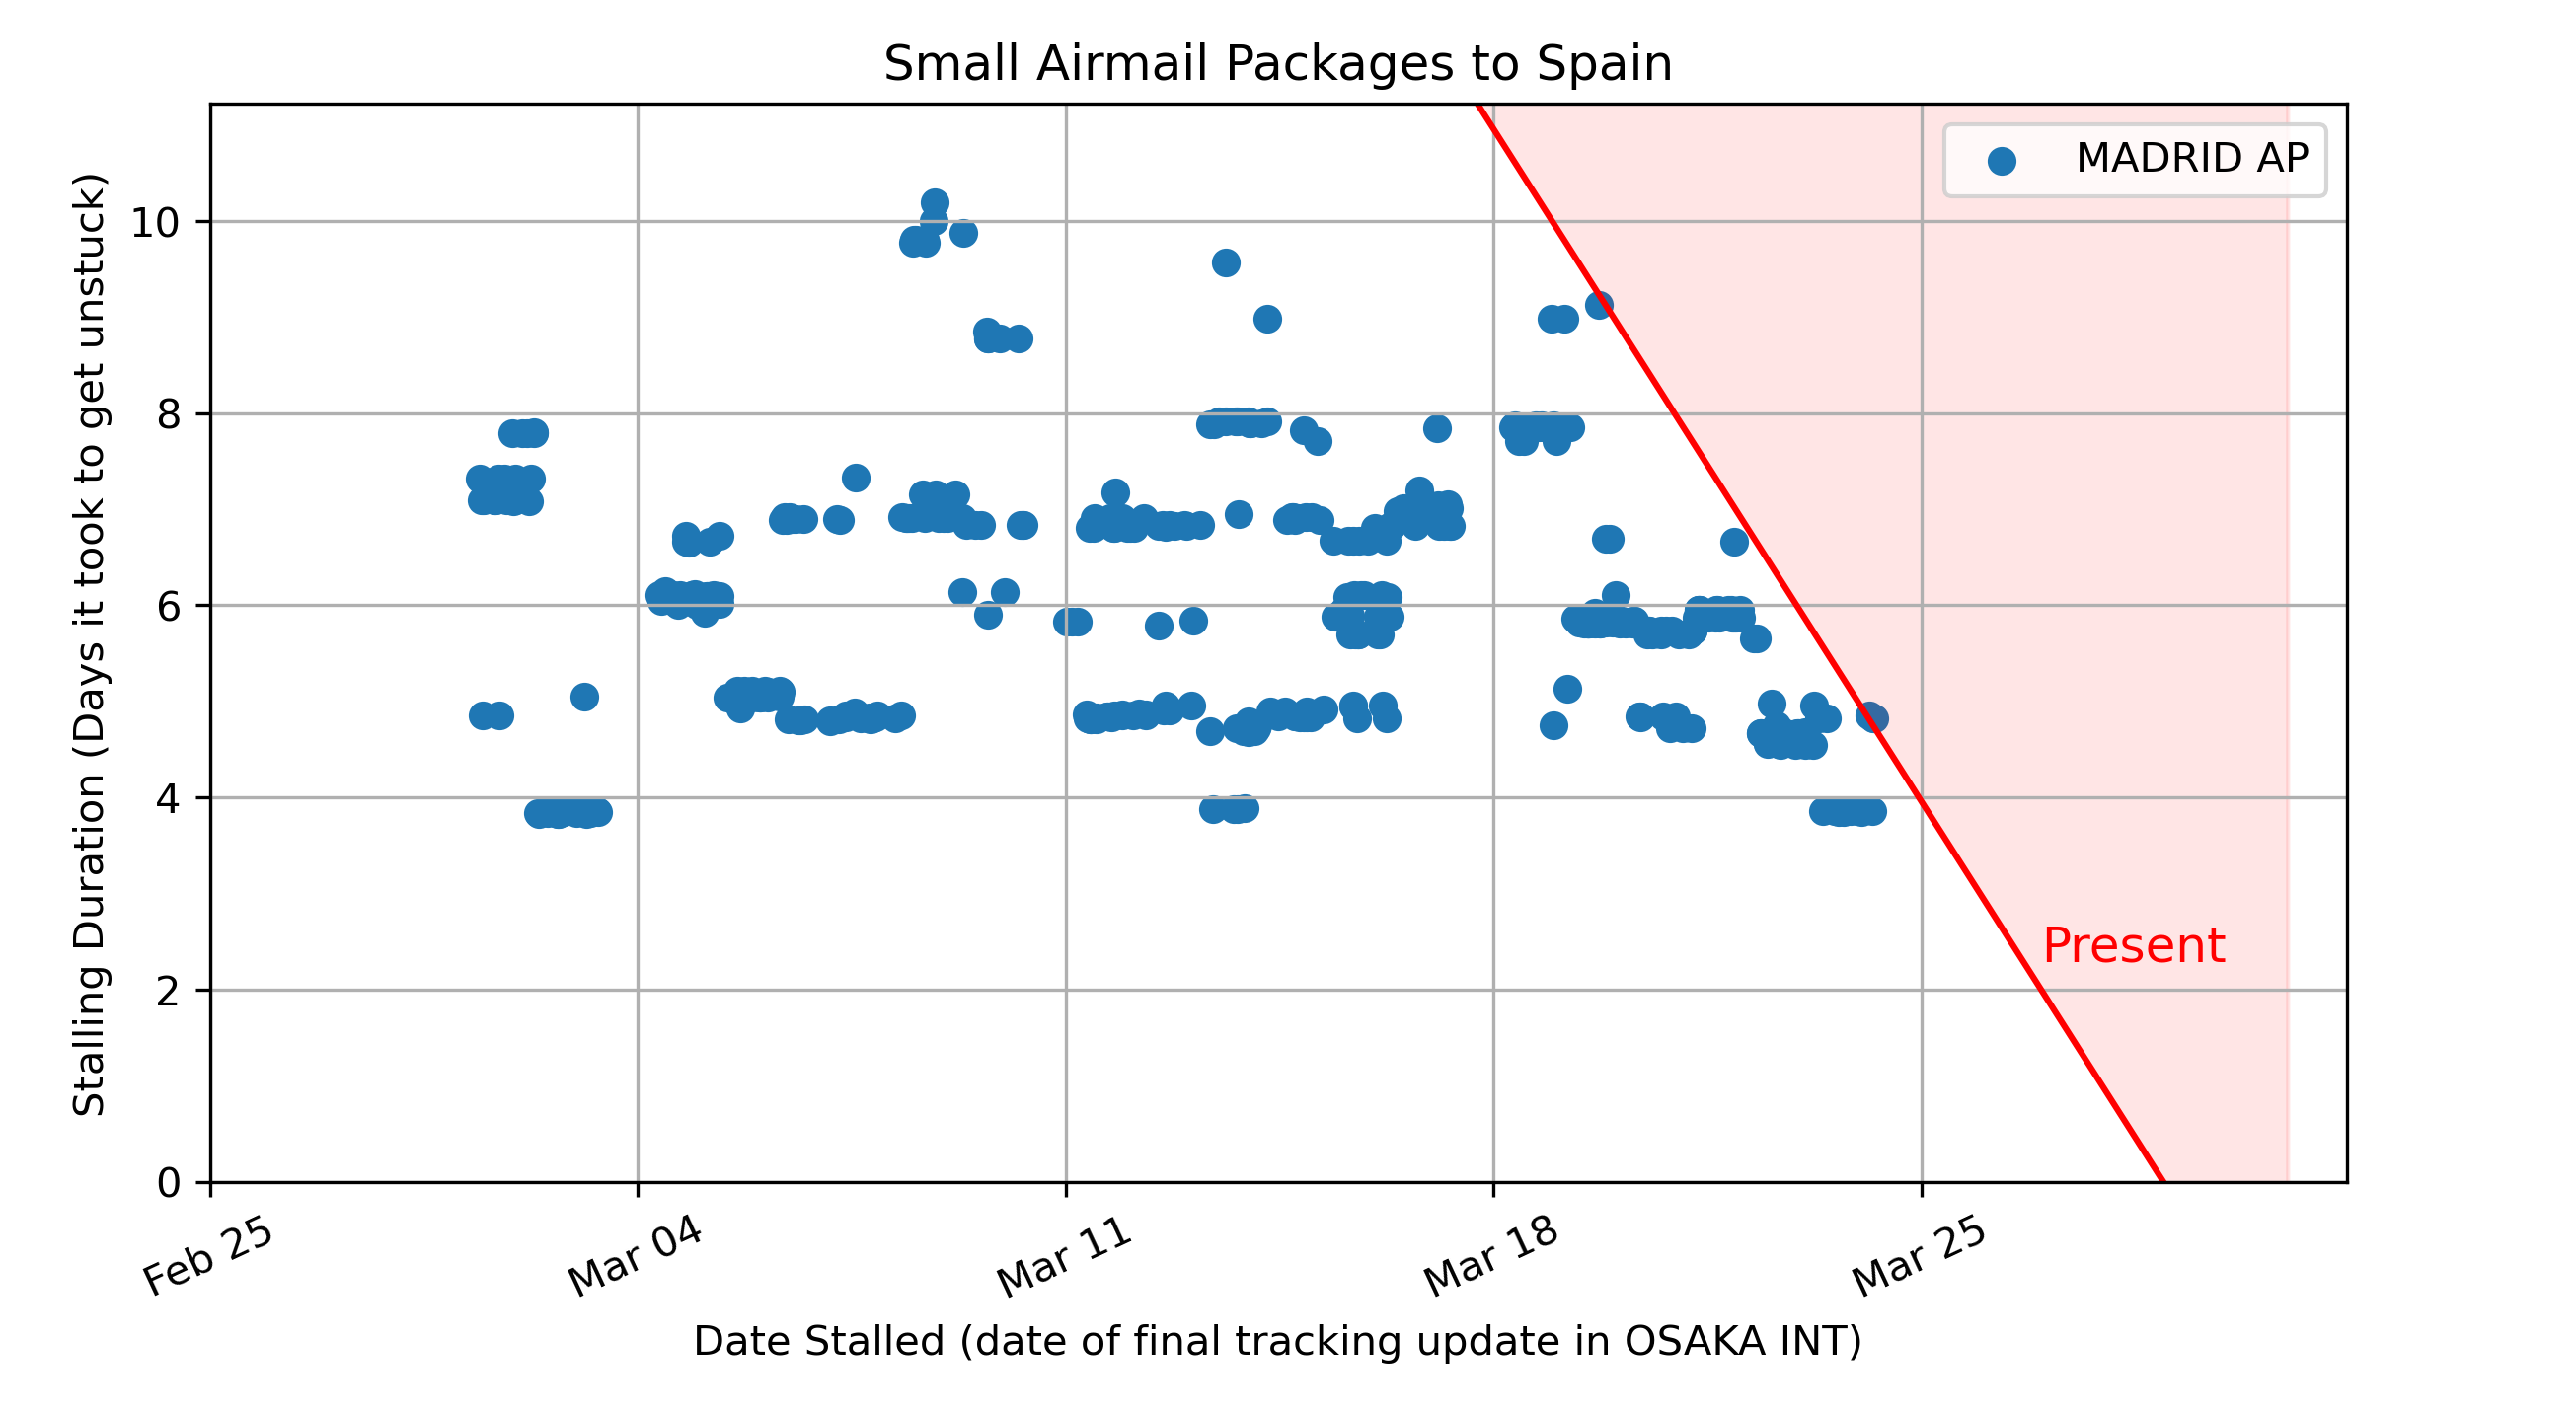 Small Airmail Packages to Spain
MADRID AP
Stalling Duration (Days it took to get unstuck)
10
8
6
4
2
0
Present
Feb 25
Mar 04
Mar 11
Mar 18
Mar 25
Date Stalled (date of final tracking update in OSAKA INT)